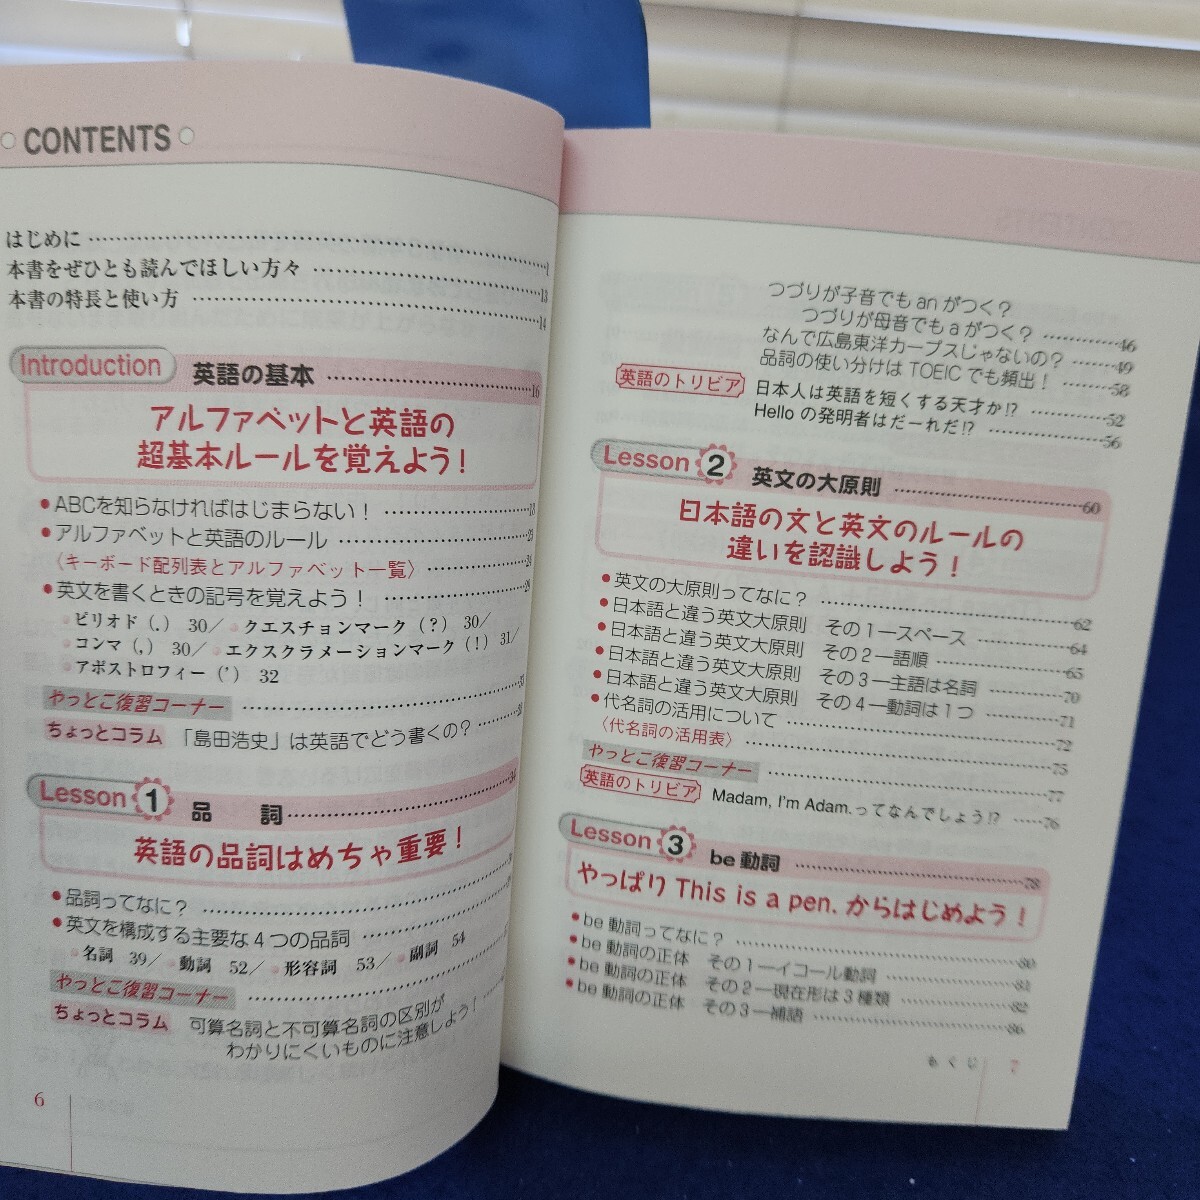 CONTENTS
はじめに 1
本書をぜひとも読んでほしい方々 13
本書の特長と使い方 14
Introduction 英語の基本 16
アルファベットと英語の
超基本ルールを覚えよう!
ABCを知らなければはじまらない! 18
アルファベットと英語のルール 23
〈キーボード配列表とアルファベット一覧〉 24
英文を書くときの記号を覚えよう! 29
ピリオド(.) 30/ クエスチョンマーク(?) 30/
コンマ(,) 30/ エクスクラメーションマーク(!) 31/
アポストロフィー(') 32
やっとこ復習コーナー 33
ちょっとコラム 「島田浩史」は英語でどう書くの?
Lesson 1 品 詞 34
英語の品詞はめちゃ重要!
品詞ってなに?
英文を構成する主要な4つの品詞
名詞 39/ 動詞 52/ 形容詞 53/ 副詞 54
やっとこ復習コーナー
ちょっとコラム 可算名詞と不可算名詞の区別が
わかりにくいものに注意しよう!
6
つづりが子音でもanがつく?
つづりが母音でもaがつく? 46
なんで広島東洋カープスじゃないの? 49
品詞の使い分けはTOEICでも頻出! 58
英語のトリビア 日本人は英語を短くする天才か!? 52
Helloの発明者はだーれだ!? 56
Lesson 2 英文の大原則 60
日本語の文と英文のルールの
違いを認識しよう!
英文の大原則ってなに? 62
日本語と違う英文大原則 その1―スペース 64
日本語と違う英文大原則 その2―語順 65
日本語と違う英文大原則 その3―主語は名詞 70
日本語と違う英文大原則 その4―動詞は1つ 71
代名詞の活用について 72
〈代名詞の活用表〉 75
やっとこ復習コーナー 77
英語のトリビア Madam, I'm Adam.ってなんでしょう!? 76
Lesson 3 be動詞 78
やっぱり This is a pen. からはじめよう!
be動詞ってなに? 80
be動詞の正体 その1―イコール動詞 81
be動詞の正体 その2―現在形は3種類 82
be動詞の正体 その3―補語 86
もくじ 7